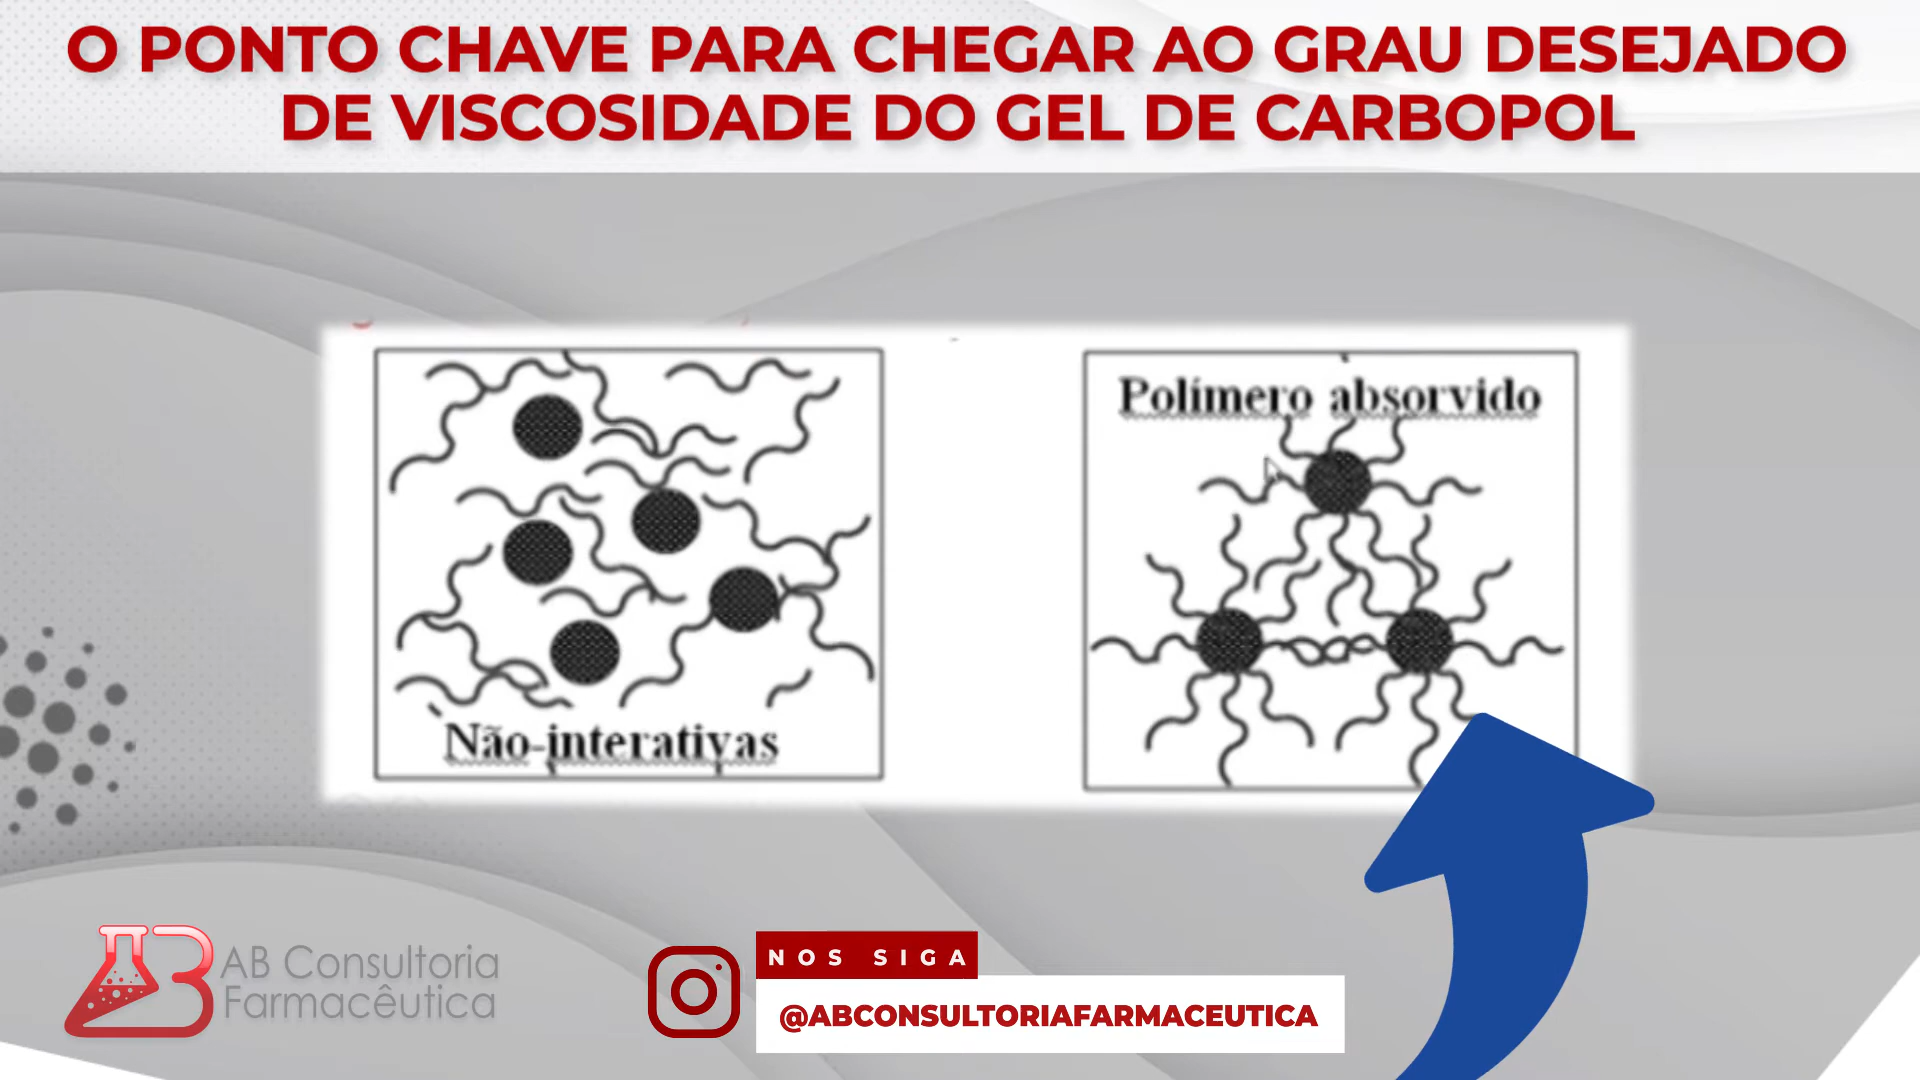 O PONTO CHAVE PARA CHEGAR AO GRAU DESEJADO
DE VISCOSIDADE DO GEL DE CARBOPOL
Polímero absorvido
Não-interativas
AB Consultoria
Farmacêutica
NOS SIGA
@ABCONSULTORIAFARMACEUTICA